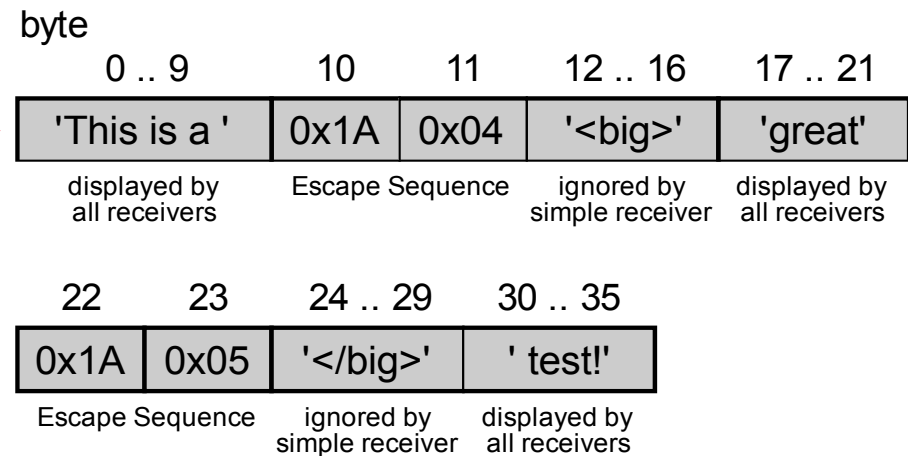 byte
0 .. 9 10 11 12 .. 16 17 .. 21
'This is a ' 0x1A 0x04 '<big>' 'great'
displayed by all receivers Escape Sequence ignored by simple receiver displayed by all receivers
22 23 24 .. 29 30 .. 35
0x1A 0x05 '</big>' ' test!'
Escape Sequence ignored by simple receiver displayed by all receivers